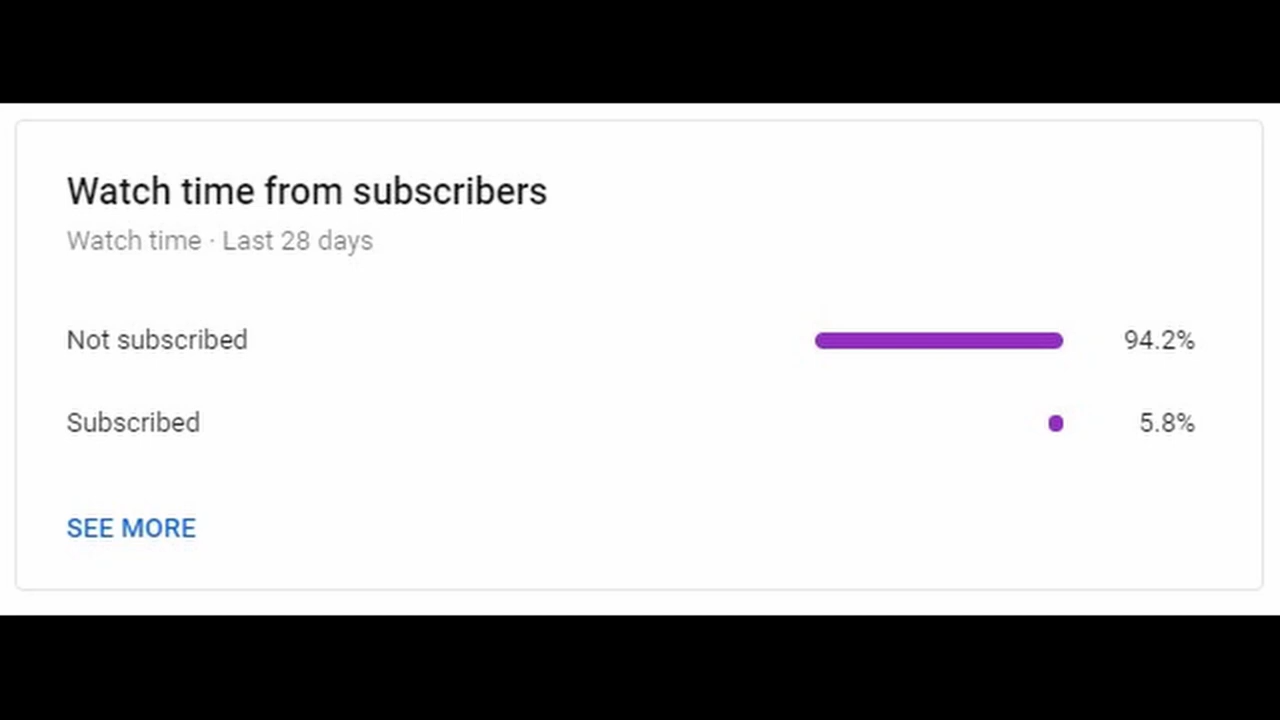 Watch time from subscribers
Watch time · Last 28 days
Not subscribed 94.2%
Subscribed 5.8%
SEE MORE